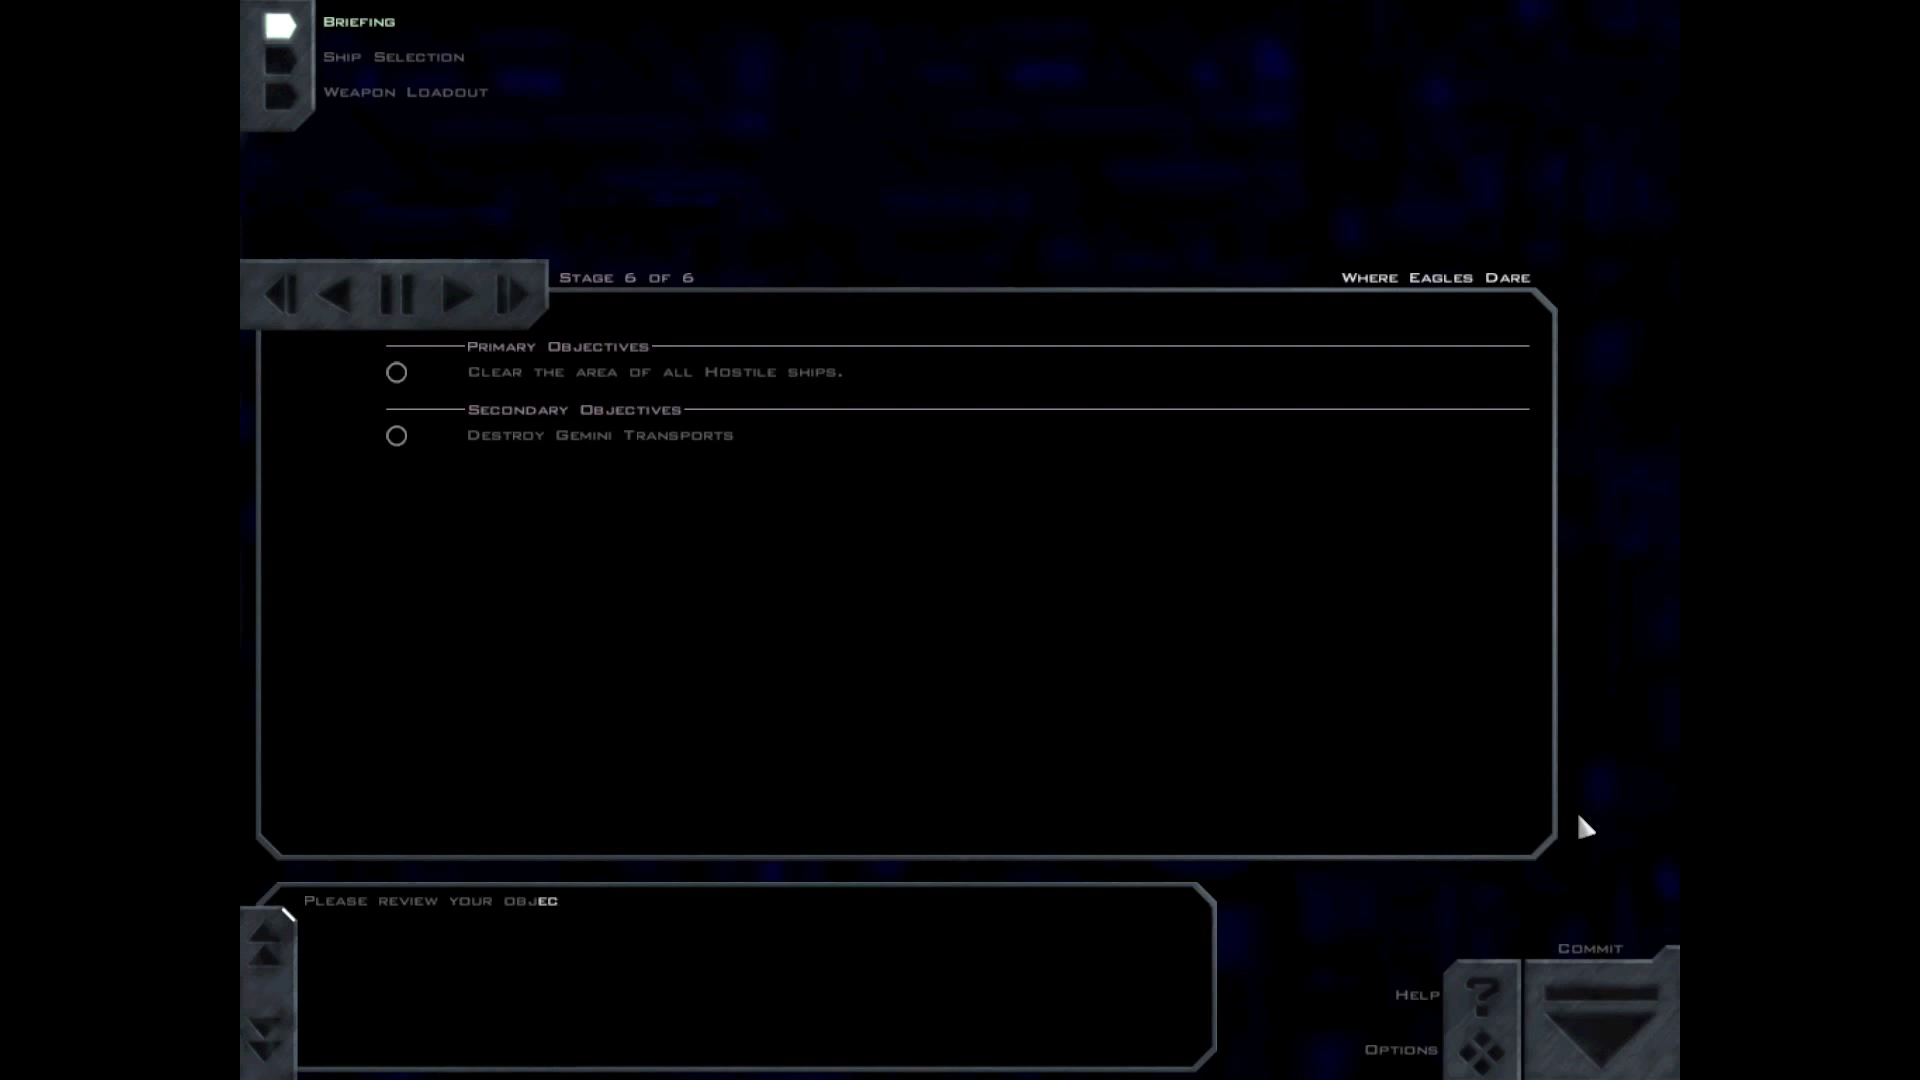 Briefing
Ship Selection
Weapon Loadout
Stage 6 of 6
Where Eagles Dare
Primary Objectives
Clear the area of all Hostile ships.
Secondary Objectives
Destroy Gemini Transports
Please review your objec
Commit
Help
?
Options